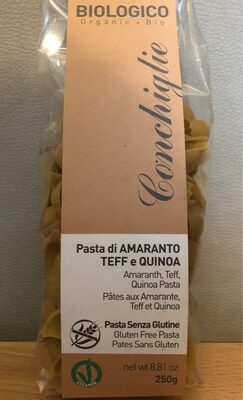 BIOLOGICO
Organic • Bio
Conchiglie
Pasta di AMARANTO
TEFF e QUINOA
Amaranth, Teff,
Quinoa Pasta
Pâtes aux Amarante,
Teff et Quinoa
Pasta Senza Glutine
Gluten Free Pasta
Pates Sans Gluten
net wt 8.81 oz
250g